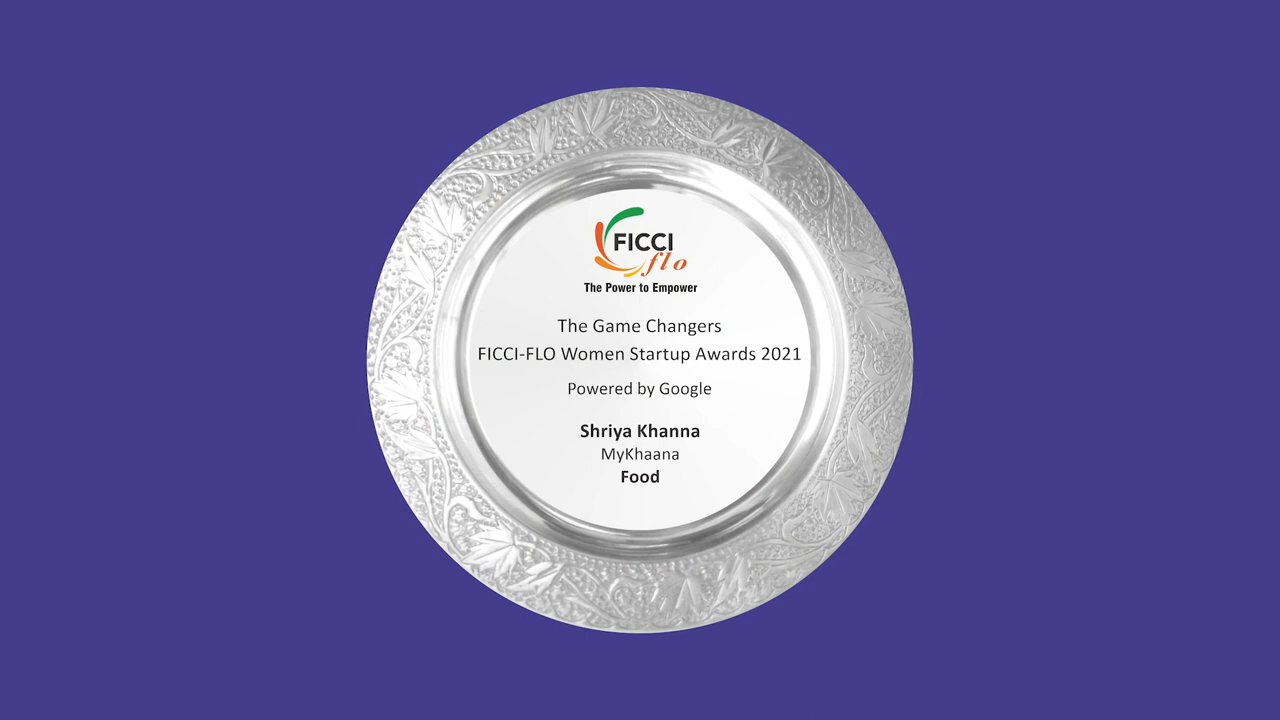 FICCI
flo
The Power to Empower
The Game Changers
FICCI-FLO Women Startup Awards 2021
Powered by Google
Shriya Khanna
MyKhaana
Food